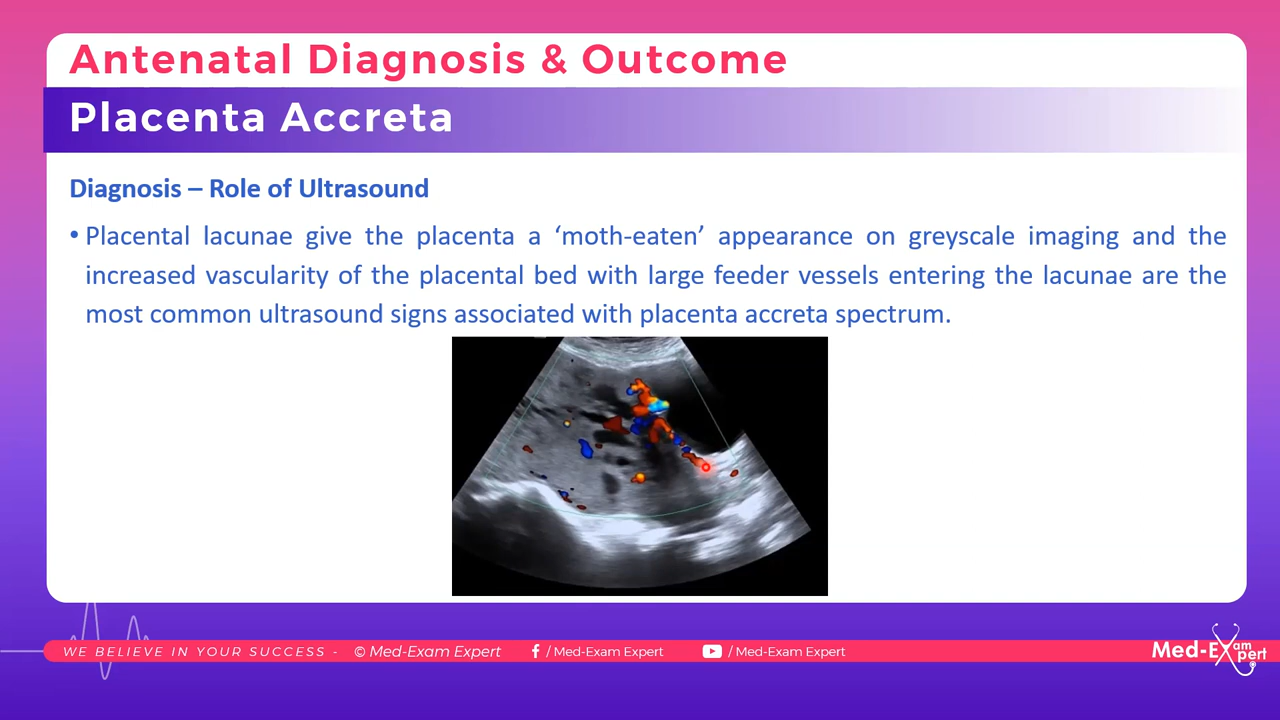 Antenatal Diagnosis & Outcome
Placenta Accreta
Diagnosis – Role of Ultrasound
• Placental lacunae give the placenta a ‘moth-eaten’ appearance on greyscale imaging and the
increased vascularity of the placental bed with large feeder vessels entering the lacunae are the
most common ultrasound signs associated with placenta accreta spectrum.
WE BELIEVE IN YOUR SUCCESS - © Med-Exam Expert f / Med-Exam Expert / Med-Exam Expert
Med-Exam Expert